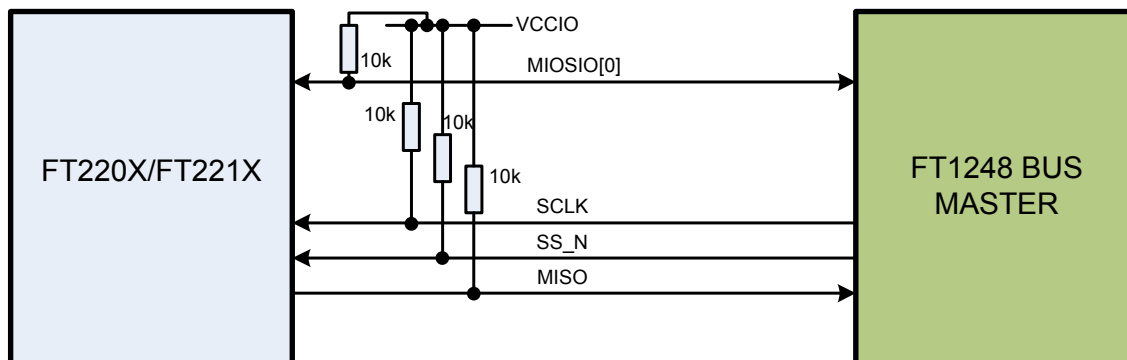 VCCIO
10k
MIOSIO[0]
10k
10k
FT220X/FT221X
10k
FT1248 BUS
MASTER
SCLK
SS_N
MISO